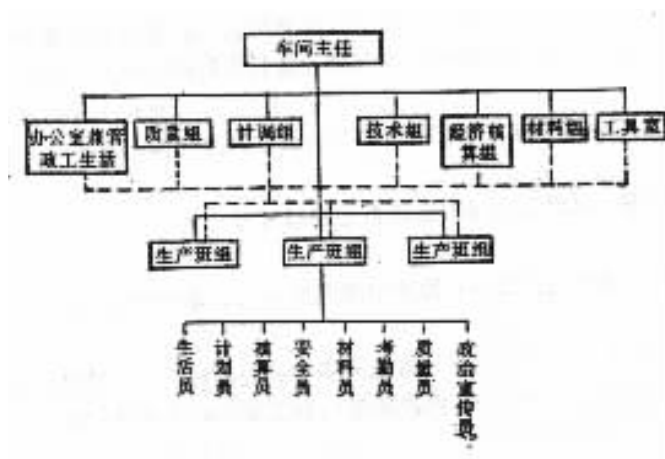 车间主任
办公室兼管
政工生活
质量组
计调组
技术组
经济核
算组
材料组
工具室
生产班组
生产班组
生产班组
生活员
计划员
核算员
安全员
材料员
考勤员
质量员
政治宣传员